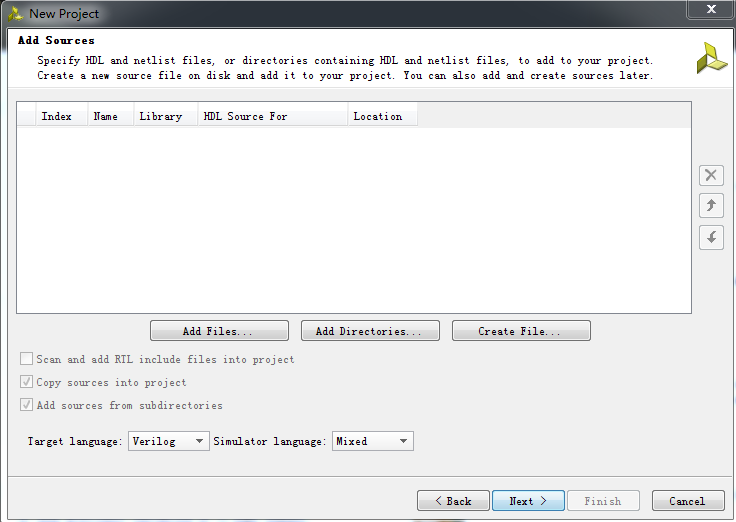 New Project
Add Sources
Specify HDL and netlist files, or directories containing HDL and netlist files, to add to your project.
Create a new source file on disk and add it to your project. You can also add and create sources later.
Index Name Library HDL Source For Location
Add Files... Add Directories... Create File...
Scan and add RTL include files into project
Copy sources into project
Add sources from subdirectories
Target language: Verilog Simulator language: Mixed
< Back Next > Finish Cancel